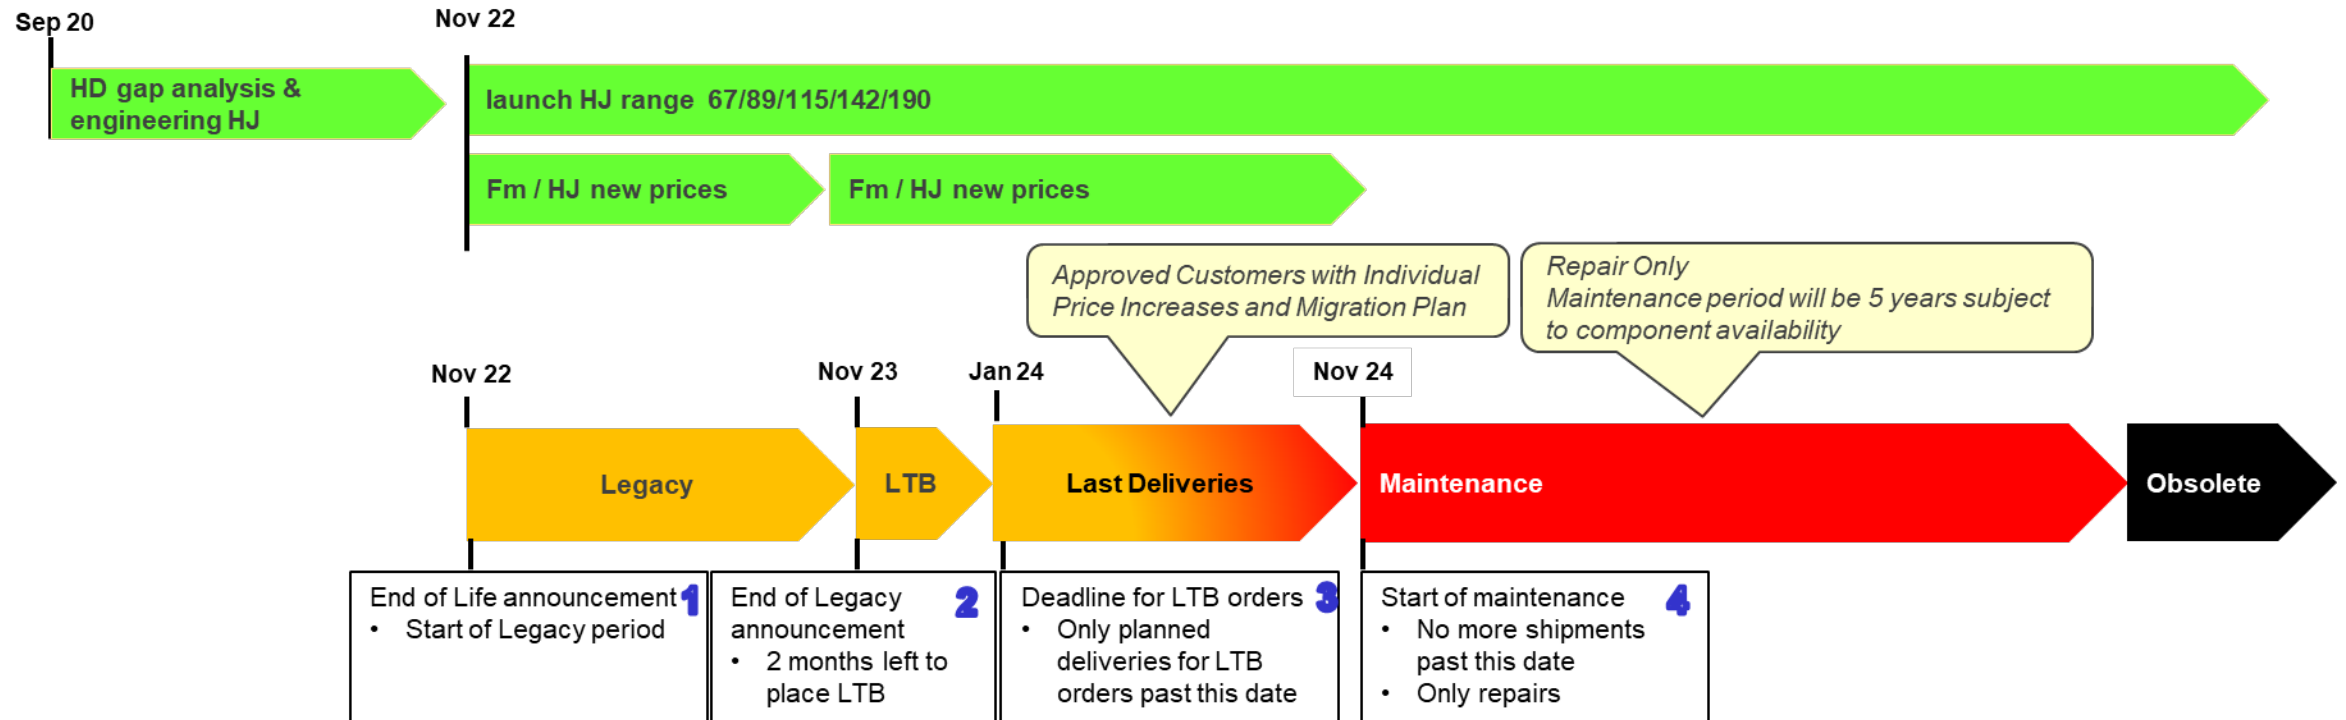 Sep 20
Nov 22
HD gap analysis &
engineering HJ
launch HJ range 67/89/115/142/190
Fm / HJ new prices
Fm / HJ new prices
Approved Customers with Individual
Price Increases and Migration Plan
Repair Only
Maintenance period will be 5 years subject
to component availability
Nov 22
Nov 23
Jan 24
Nov 24
Legacy
LTB
Last Deliveries
Maintenance
Obsolete
End of Life announcement 1
• Start of Legacy period
End of Legacy 2
announcement
• 2 months left to
place LTB
Deadline for LTB orders 3
• Only planned
deliveries for LTB
orders past this date
Start of maintenance 4
• No more shipments
past this date
• Only repairs